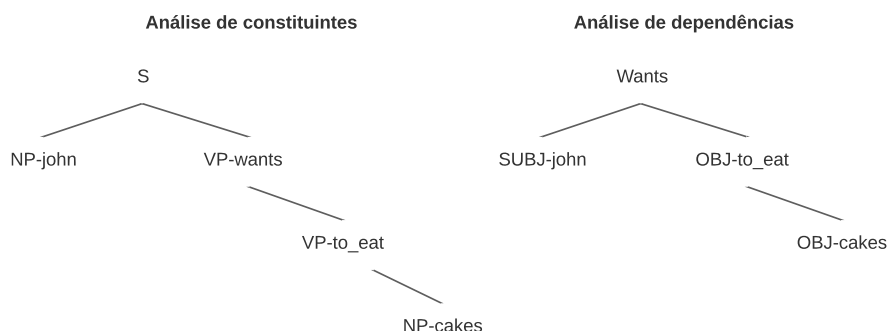 Análise de constituintes
S
NP-john
VP-wants
VP-to_eat
NP-cakes
Análise de dependências
Wants
SUBJ-john
OBJ-to_eat
OBJ-cakes